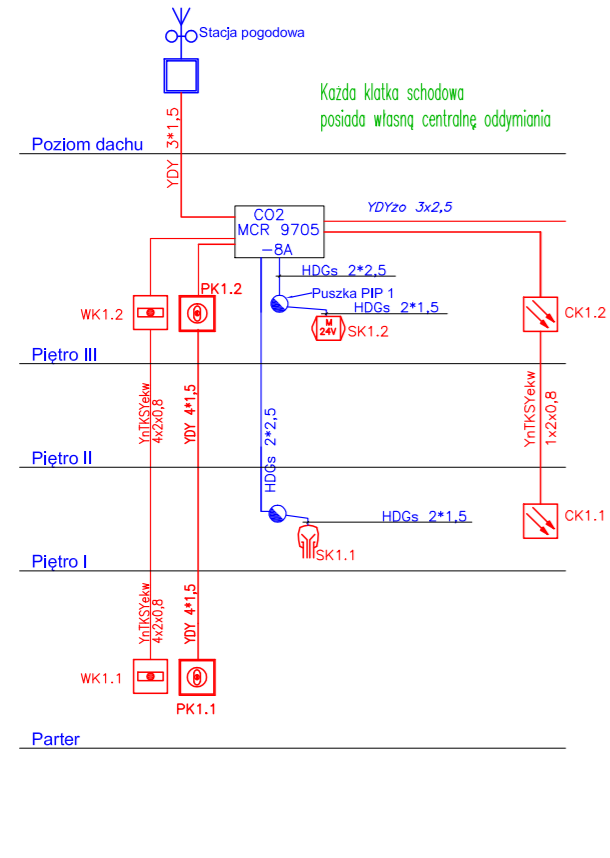 Stacja pogodowa
Każda klatka schodowa
posiada własną centralnę oddymiania
YDY 3*1,5
Poziom dachu
CO2
MCR 9705
-8A
YDYzo 3x2,5
HDGs 2*2,5
PK1.2
Puszka PIP 1
HDGs 2*1,5
WK1.2
M
24V
SK1.2
CK1.2
Piętro III
YnTKSYekw
4x2x0,8
YDY 4*1,5
HDGs 2*2,5
YnTKSYekw
1x2x0,8
Piętro II
HDGs 2*1,5
CK1.1
SK1.1
Piętro I
YnTKSYekw
4x2x0,8
YDY 4*1,5
WK1.1
PK1.1
Parter